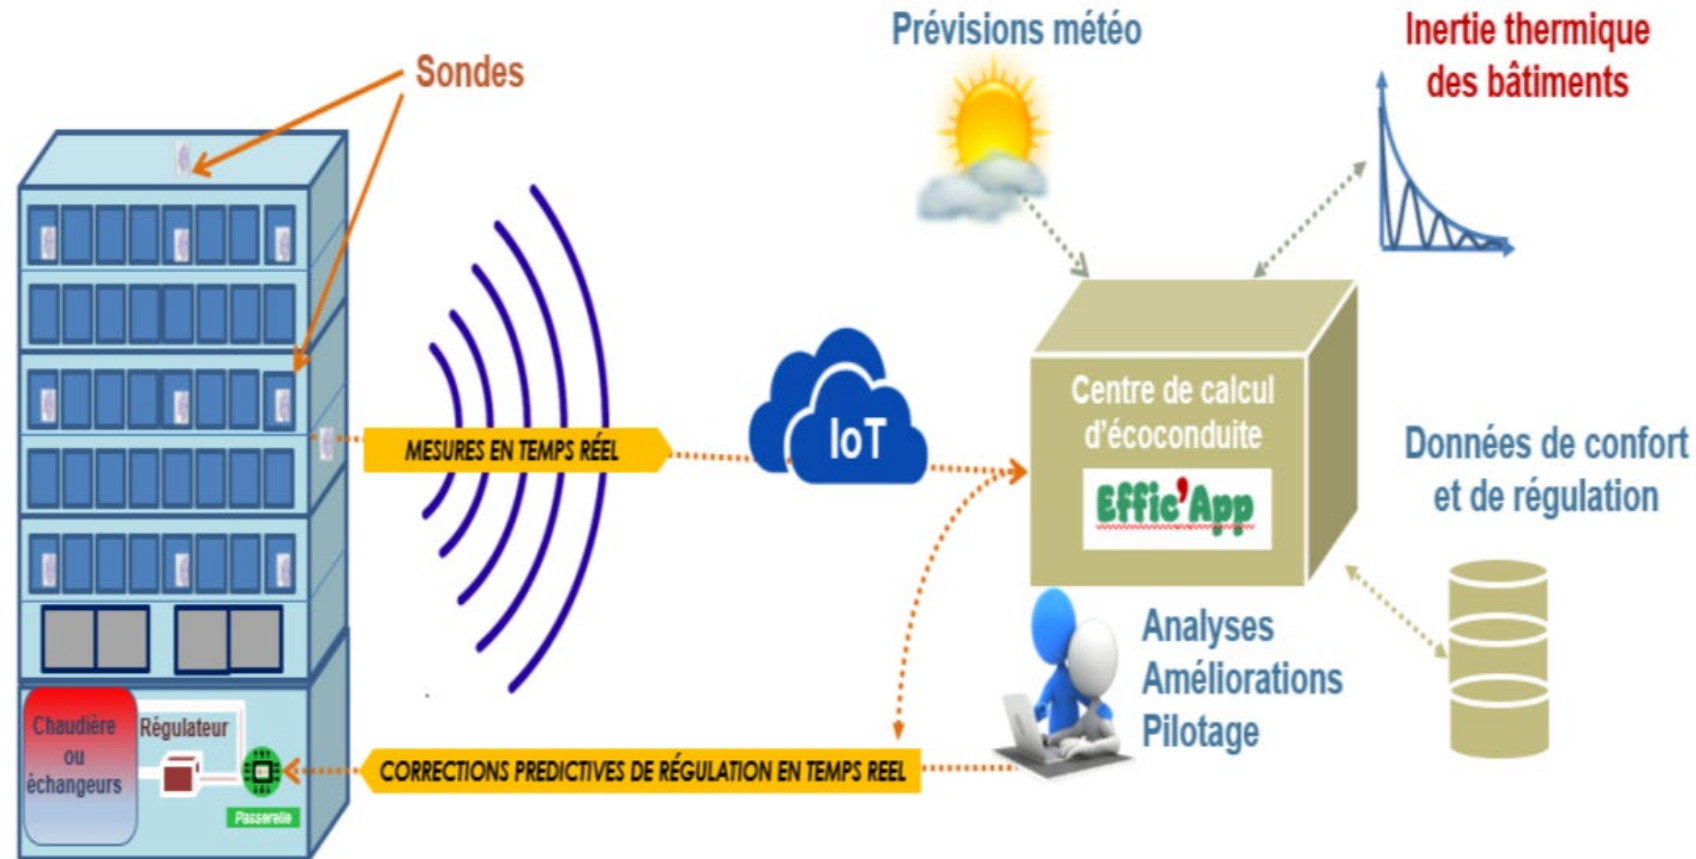 Prévisions météo
Inertie thermique
des bâtiments
Sondes
Centre de calcul
d'écoconduite
Effic'App
IoT
MESURES EN TEMPS RÉEL
Données de confort
et de régulation
Analyses
Améliorations
Pilotage
Chaudière
ou
échangeurs
Régulateur
Passerelle
CORRECTIONS PREDICTIVES DE RÉGULATION EN TEMPS REEL